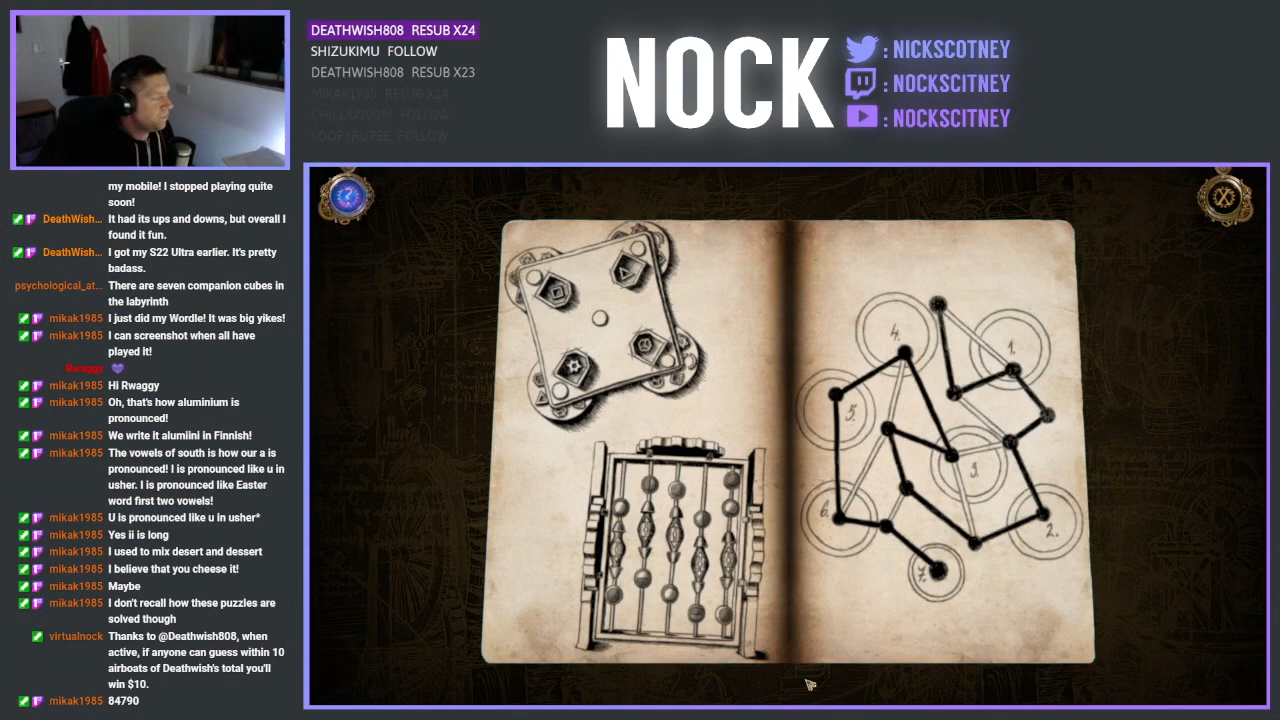 DEATHWISH808 RESUB X24
SHIZUKIMU FOLLOW
DEATHWISH808 RESUB X23
MIKAK1985 RESUB X14
NOCK
: NICKSCOTNEY
: NOCKSCITNEY
: NOCKSCITNEY
my mobile! I stopped playing quite
soon!
DeathWish... It had its ups and downs, but overall I
found it fun.
DeathWish... I got my S22 Ultra earlier. It's pretty
badass.
psychological_at... There are seven companion cubes in
the labyrinth
mikak1985 I just did my Wordle! It was big yikes!
mikak1985 I can screenshot when all have
played it!
Rwaggy
mikak1985 Hi Rwaggy
mikak1985 Oh, that's how aluminium is
pronounced!
mikak1985 We write it alumiini in Finnish!
mikak1985 The vowels of south is how our a is
pronounced! I is pronounced like u in
usher. I is pronounced like Easter
word first two vowels!
mikak1985 U is pronounced like u in usher*
mikak1985 Yes ii is long
mikak1985 I used to mix desert and dessert
mikak1985 I believe that you cheese it!
mikak1985 Maybe
mikak1985 I don't recall how these puzzles are
solved though
virtualnock Thanks to @Deathwish808, when
active, if anyone can guess within 10
airboats of Deathwish's total you'll
win $10.
mikak1985 84790
4.
1.
5.
3.
6.
2.
7.